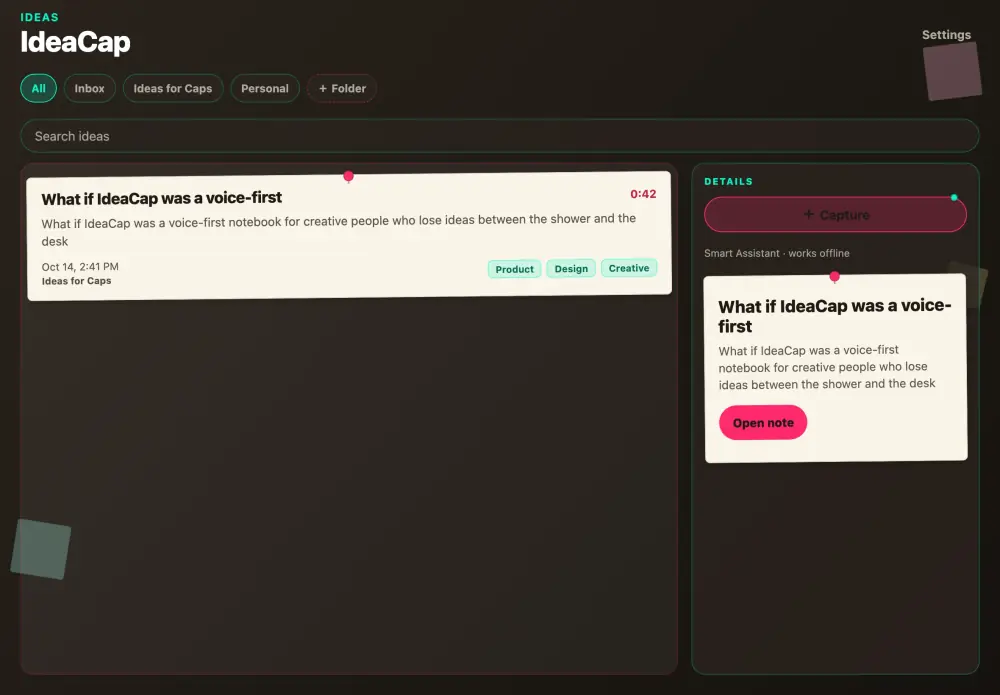 IDEAS
IdeaCap
Settings
All
Inbox
Ideas for Caps
Personal
+ Folder
Search ideas
What if IdeaCap was a voice-first
0:42
What if IdeaCap was a voice-first notebook for creative people who lose ideas between the shower and the
desk
Oct 14, 2:41 PM
Ideas for Caps
Product
Design
Creative
DETAILS
+ Capture
Smart Assistant · works offline
What if IdeaCap was a voice-
first
What if IdeaCap was a voice-first
notebook for creative people who lose
ideas between the shower and the desk
Open note